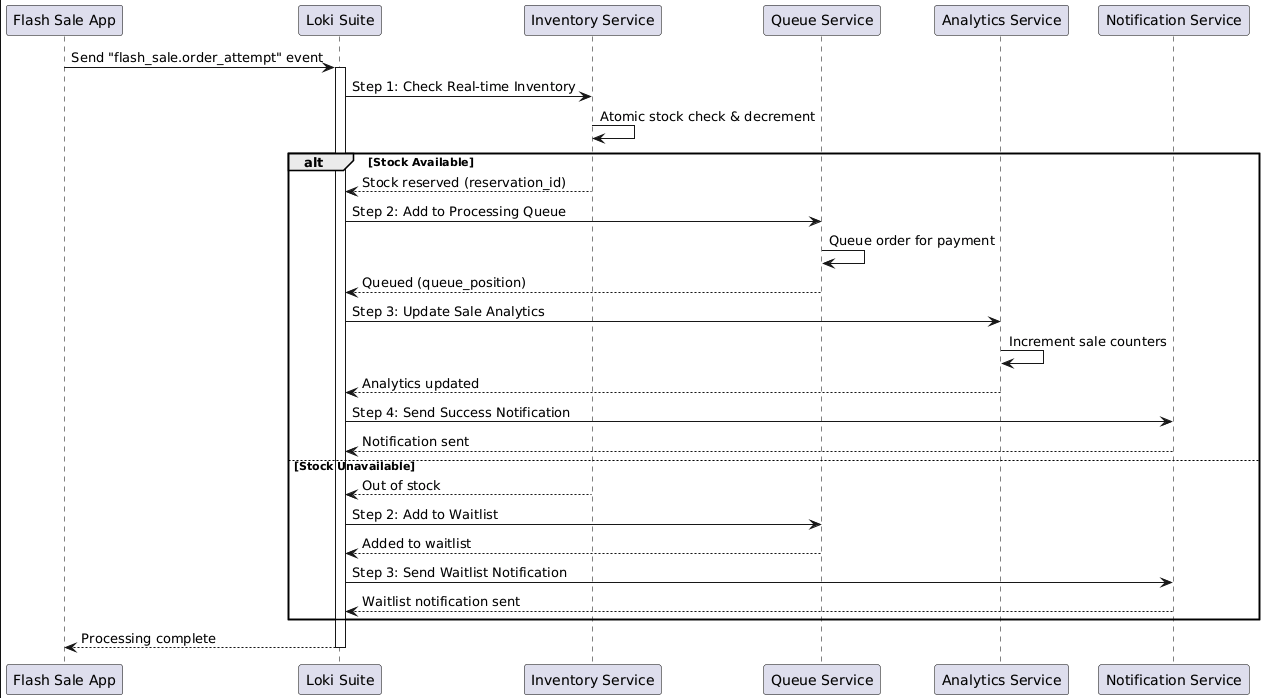 Flash Sale App
Loki Suite
Inventory Service
Queue Service
Analytics Service
Notification Service
Send "flash_sale.order_attempt" event
Step 1: Check Real-time Inventory
Atomic stock check & decrement
alt
[Stock Available]
Stock reserved (reservation_id)
Step 2: Add to Processing Queue
Queue order for payment
Queued (queue_position)
Step 3: Update Sale Analytics
Increment sale counters
Analytics updated
Step 4: Send Success Notification
Notification sent
[Stock Unavailable]
Out of stock
Step 2: Add to Waitlist
Added to waitlist
Step 3: Send Waitlist Notification
Waitlist notification sent
Processing complete
Flash Sale App
Loki Suite
Inventory Service
Queue Service
Analytics Service
Notification Service